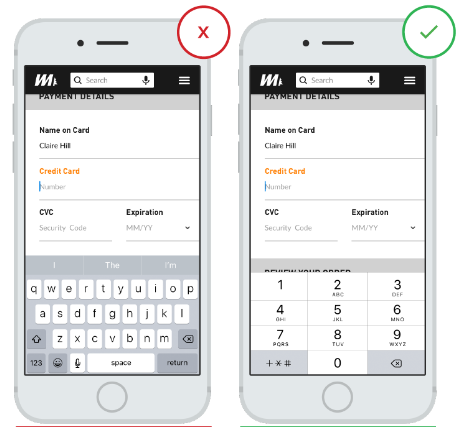 X
Search
PAYMENT DETAILS
Name on Card
Claire Hill
Credit Card
Number
CVC Expiration
Security Code MM/YY
I The I'm
q w e r t y u i o p
a s d f g h j k l
z x c v b n m
123 space return
Search
PAYMENT DETAILS
Name on Card
Claire Hill
Credit Card
Number
CVC Expiration
Security Code MM/YY
REVIEW YOUR ORDER
1 2 3
ABC DEF
4 5 6
GHI JKL MNO
7 8 9
PQRS TUV WXYZ
+*# 0